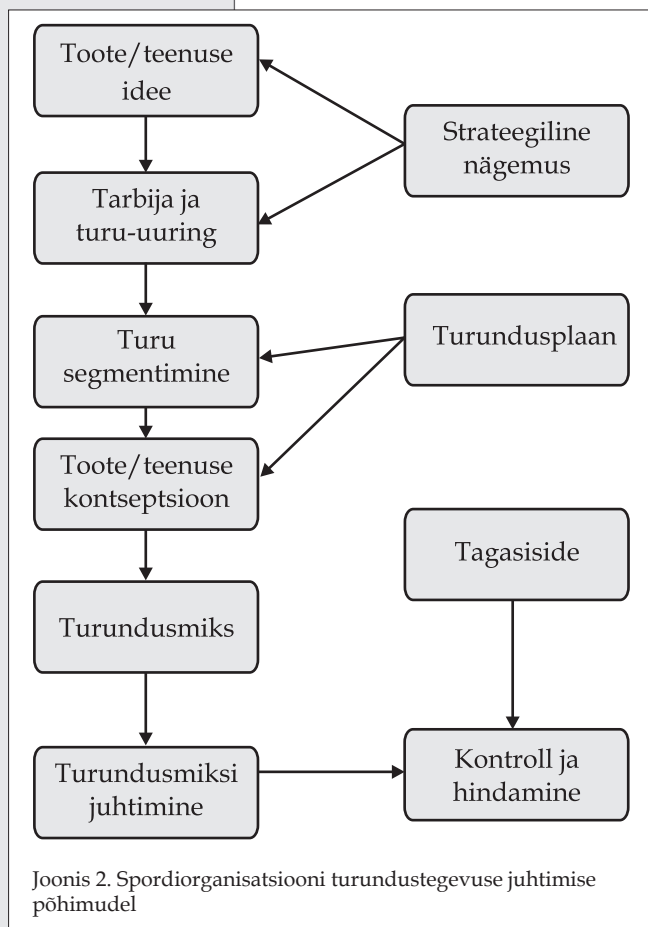 Toote/teenuse
idee
Strateegiline
nägemus
Tarbija ja
turu-uuring
Turu
segmentimine
Turundusplaan
Toote/teenuse
kontseptsioon
Tagasiside
Turundusmiks
Turundusmiksi
juhtimine
Kontroll ja
hindamine
Joonis 2. Spordiorganisatsiooni turundustegevuse juhtimise
põhimudel